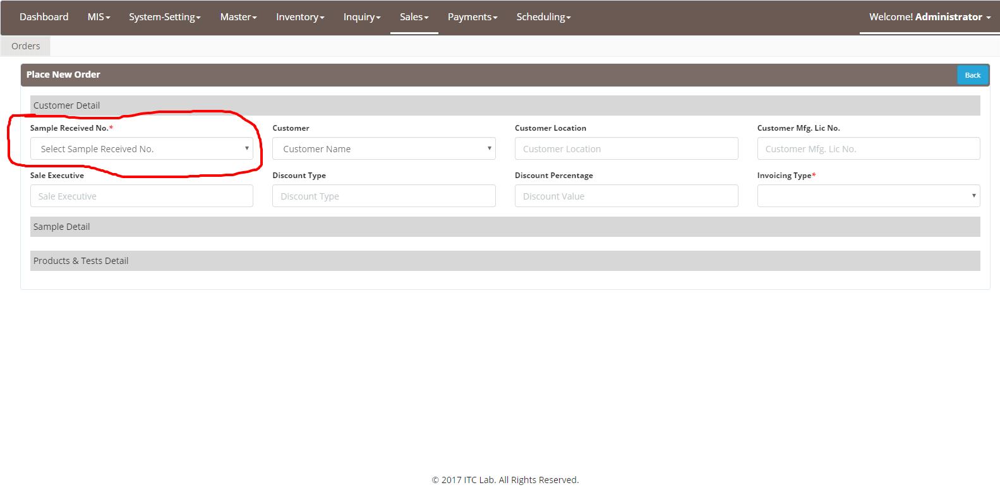 Dashboard MIS System-Setting Master Inventory Inquiry Sales Payments Scheduling Welcome! Administrator
Orders
Place New Order Back
Customer Detail
Sample Received No.* Customer Customer Location Customer Mfg. Lic No.
Select Sample Received No. Customer Name Customer Location Customer Mfg. Lic No.
Sale Executive Discount Type Discount Percentage Invoicing Type*
Sale Executive Discount Type Discount Value
Sample Detail
Products & Tests Detail
© 2017 ITC Lab. All Rights Reserved.